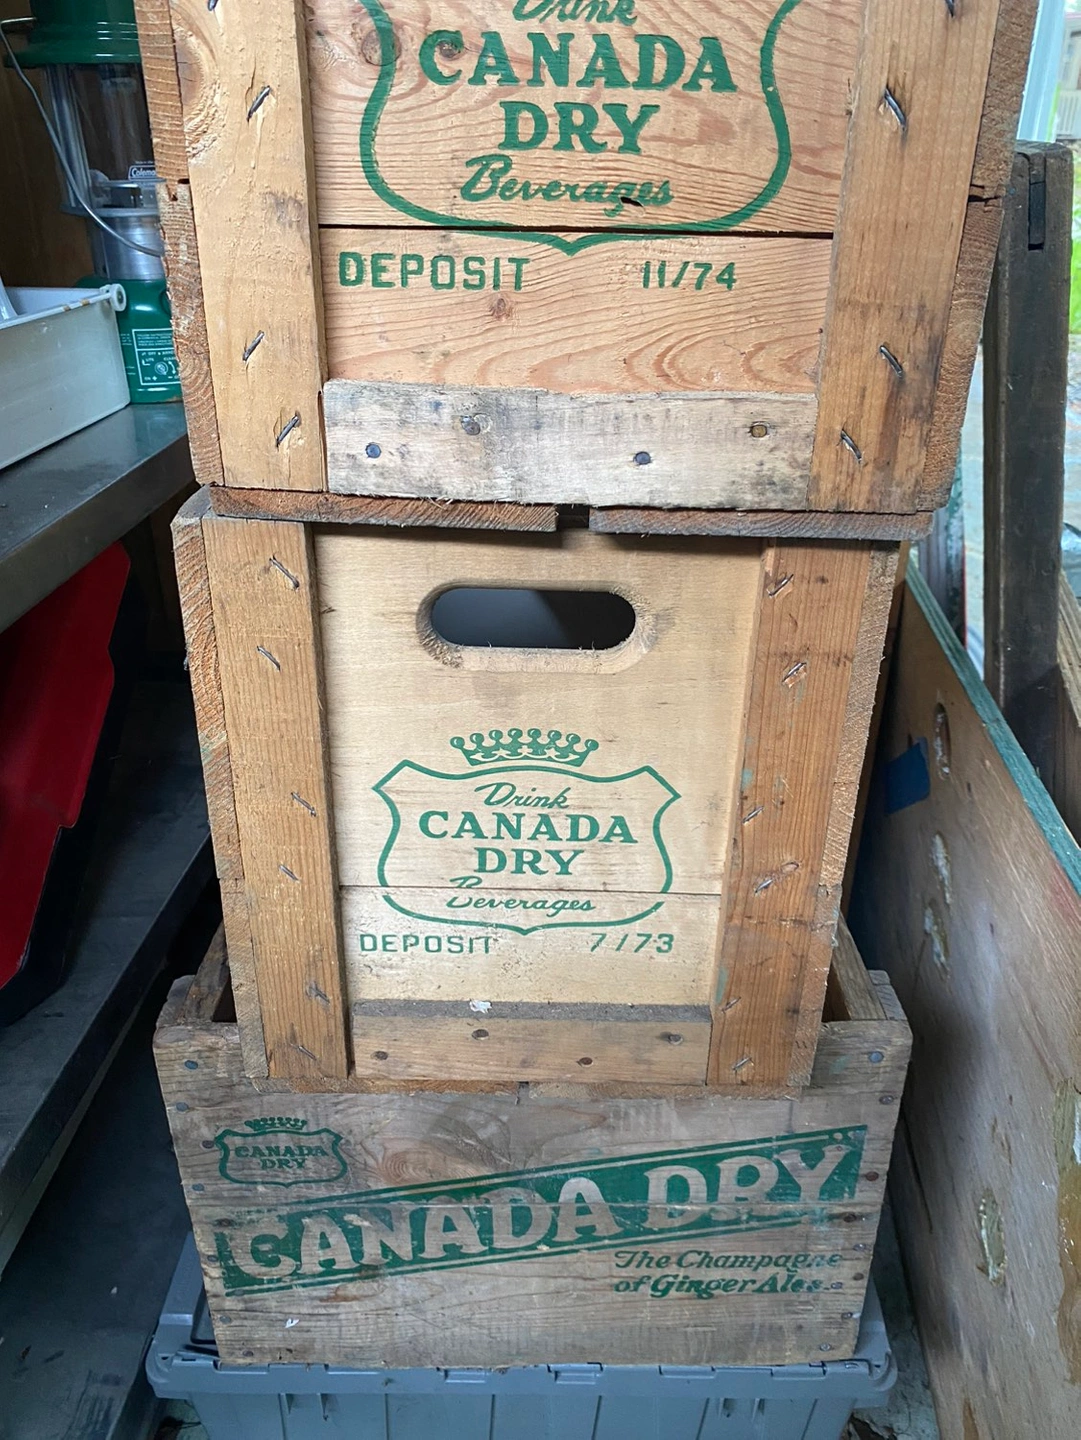 Drink
CANADA
DRY
Beverages
DEPOSIT 11/74
Coleman
Drink
CANADA
DRY
Beverages
DEPOSIT 7/73
CANADA
DRY
CANADA DRY
The Champagne
of Ginger Ales